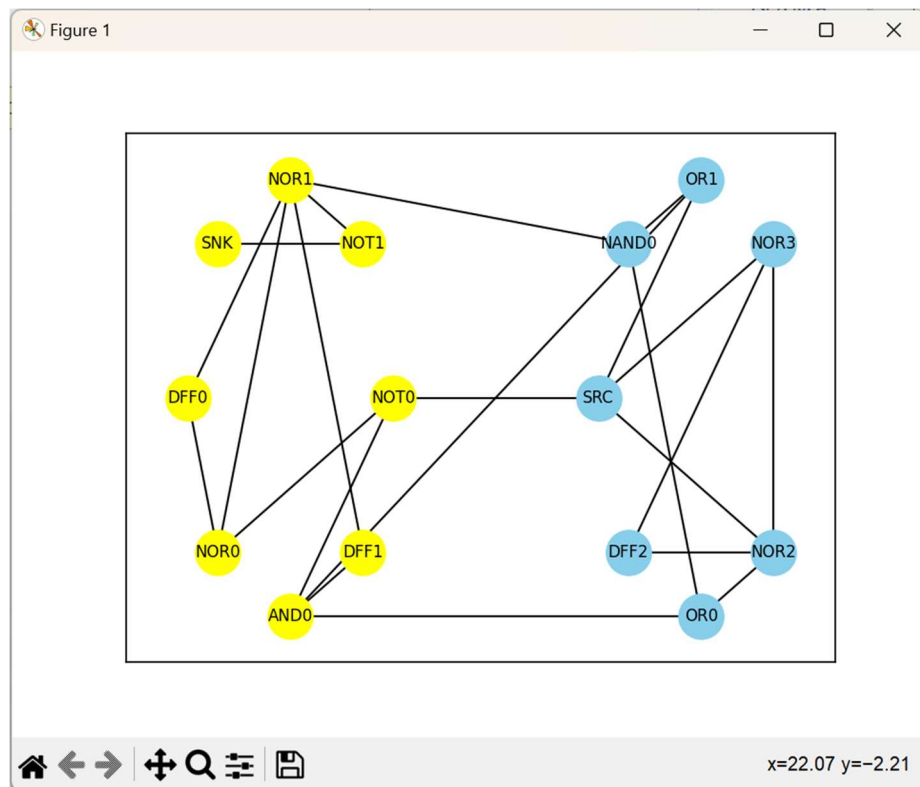 Figure 1
NOR1
OR1
SNK
NOT1
NAND0
NOR3
DFF0
NOT0
SRC
NOR0
DFF1
DFF2
NOR2
AND0
OR0
x=22.07 y=−2.21